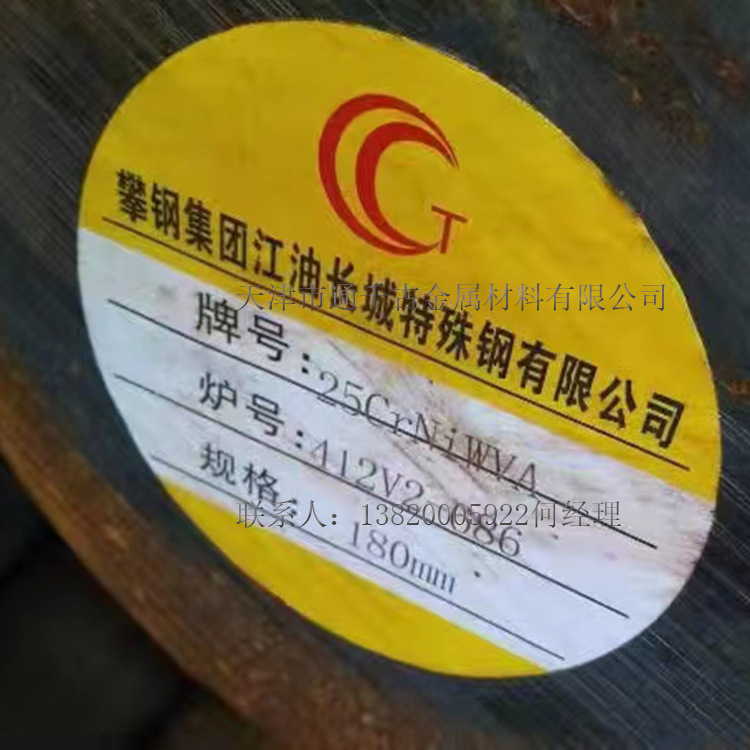 GT
攀钢集团江油长城特殊钢有限公司
天津市通 金属材料有限公司
牌号:25CrNiWVA
炉号:412V2 086
规格:180mm
联系人:13820005922何经理